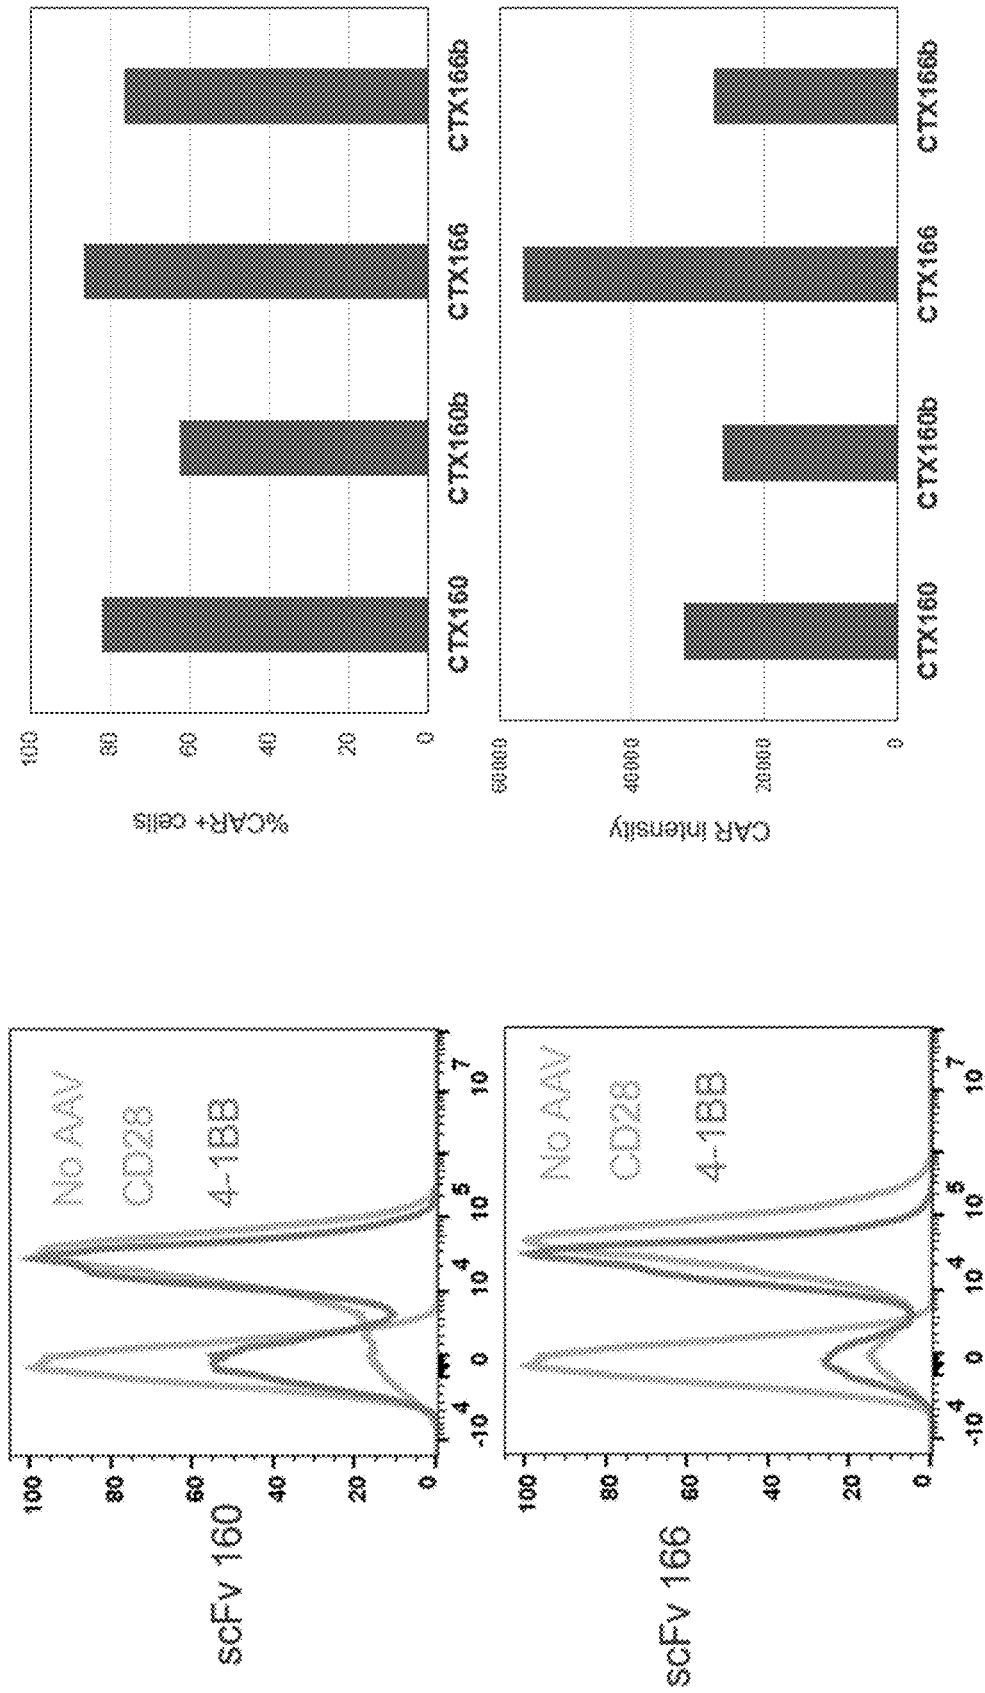 scFv 160
100
80
60
40
20
0
No AAV
CD28
4-1BB
-10 4
0
10 4
10 5
10 7
scFv 166
100
80
60
40
20
0
No AAV
CD28
4-1BB
-10 4
0
10 4
10 5
10 7
%CAR+ cells
100
80
60
40
20
0
CTX160
CTX160b
CTX166
CTX166b
CAR intensity
60000
40000
20000
0
CTX160
CTX160b
CTX166
CTX166b